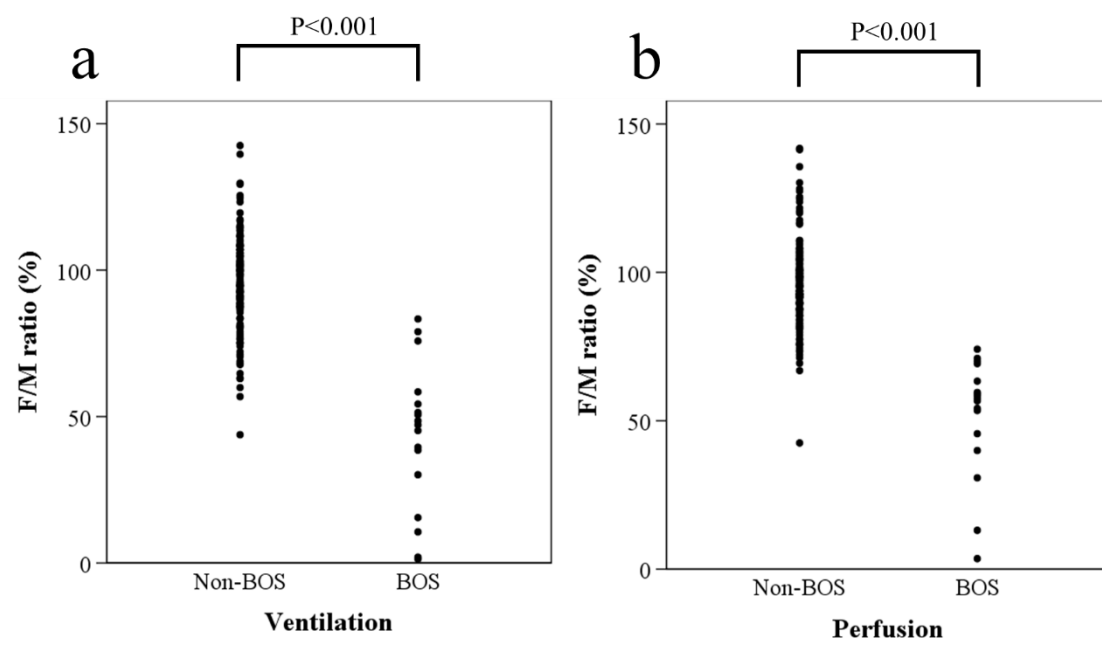 a
P<0.001
150
100
50
0
F/M ratio (%)
Non-BOS
BOS
Ventilation
b
P<0.001
150
100
50
0
F/M ratio (%)
Non-BOS
BOS
Perfusion